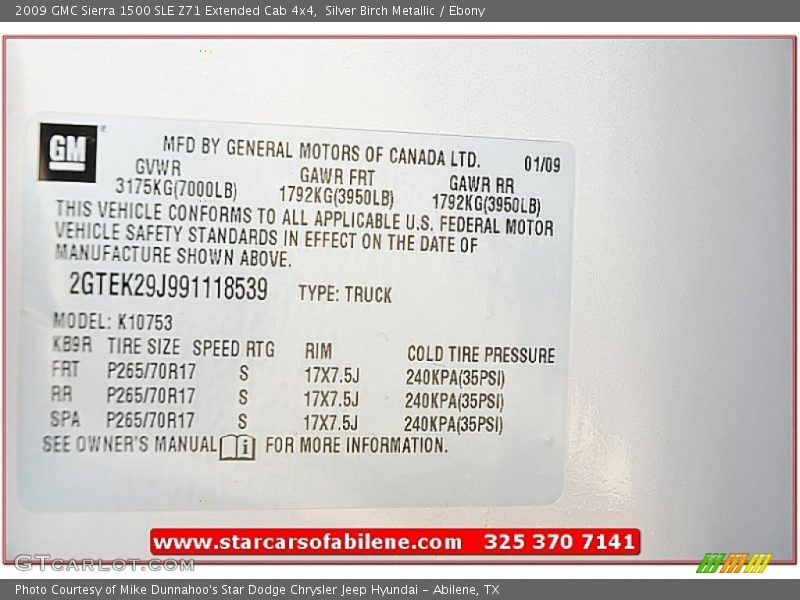 2009 GMC Sierra 1500 SLE Z71 Extended Cab 4x4,  Silver Birch Metallic / Ebony
GM®
MFD BY GENERAL MOTORS OF CANADA LTD. 01/09
GVWR GAWR FRT GAWR RR
3175KG(7000LB) 1792KG(3950LB) 1792KG(3950LB)
THIS VEHICLE CONFORMS TO ALL APPLICABLE U.S. FEDERAL MOTOR
VEHICLE SAFETY STANDARDS IN EFFECT ON THE DATE OF
MANUFACTURE SHOWN ABOVE.
2GTEK29J991118539 TYPE: TRUCK
MODEL: K10753
KB9R TIRE SIZE SPEED RTG RIM COLD TIRE PRESSURE
FRT P265/70R17 S 17X7.5J 240KPA(35PSI)
RR P265/70R17 S 17X7.5J 240KPA(35PSI)
SPA P265/70R17 S 17X7.5J 240KPA(35PSI)
SEE OWNER'S MANUAL i FOR MORE INFORMATION.
www.starcarsofabilene.com 325 370 7141
GTCARLOT.COM
Photo Courtesy of Mike Dunnahoo's Star Dodge Chrysler Jeep Hyundai - Abilene, TX